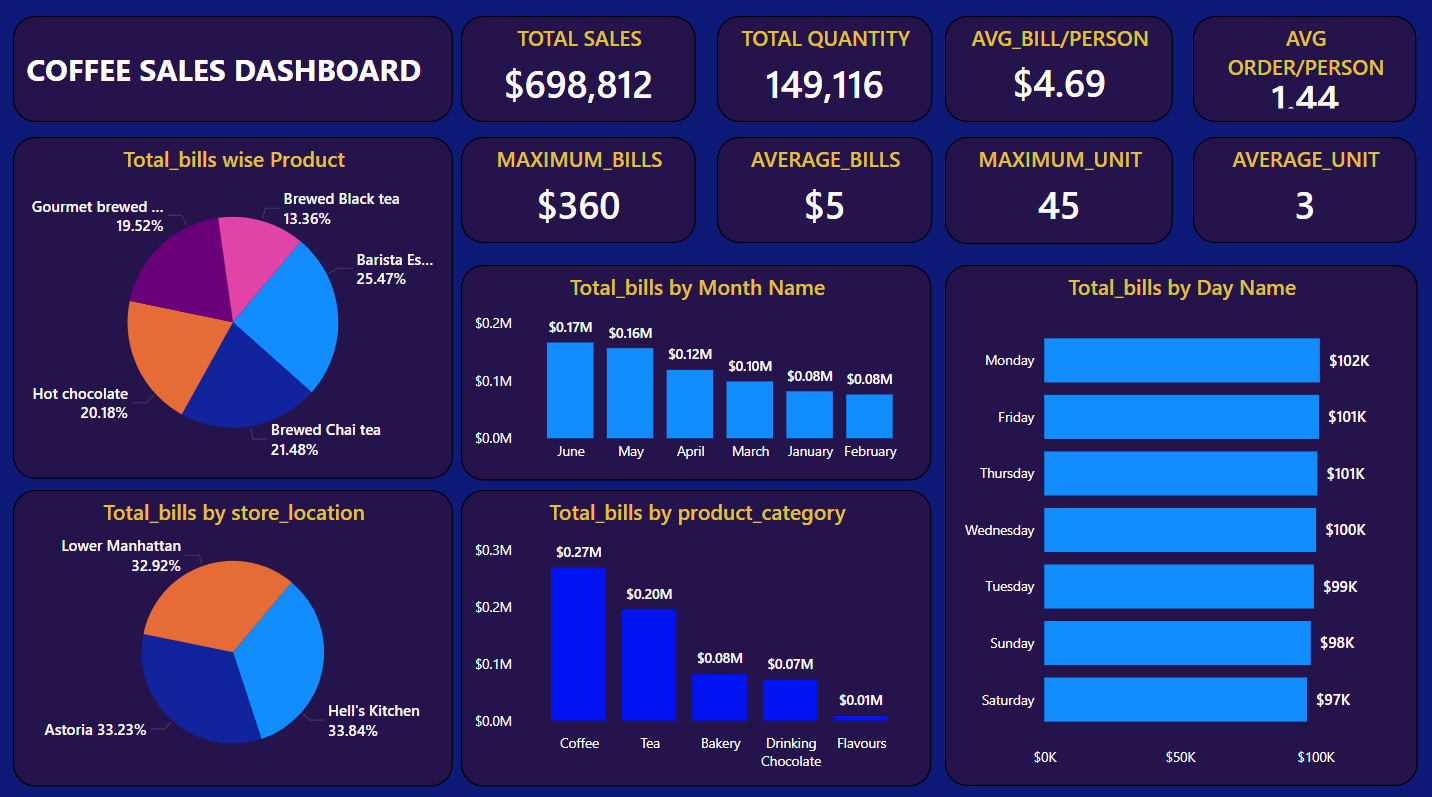 COFFEE SALES DASHBOARD
TOTAL SALES
$698,812
TOTAL QUANTITY
149,116
AVG_BILL/PERSON
$4.69
AVG
ORDER/PERSON
1.44
MAXIMUM_BILLS
$360
AVERAGE_BILLS
$5
MAXIMUM_UNIT
45
AVERAGE_UNIT
3
Total_bills wise Product
Brewed Black tea
13.36%
Barista Es...
25.47%
Brewed Chai tea
21.48%
Hot chocolate
20.18%
Gourmet brewed ...
19.52%
Total_bills by Month Name
$0.2M
$0.1M
$0.0M
$0.17M
$0.16M
$0.12M
$0.10M
$0.08M
$0.08M
June
May
April
March
January
February
Total_bills by Day Name
Monday
$102K
Friday
$101K
Thursday
$101K
Wednesday
$100K
Tuesday
$99K
Sunday
$98K
Saturday
$97K
$0K
$50K
$100K
Total_bills by store_location
Lower Manhattan
32.92%
Hell's Kitchen
33.84%
Astoria 33.23%
Total_bills by product_category
$0.3M
$0.2M
$0.1M
$0.0M
$0.27M
$0.20M
$0.08M
$0.07M
$0.01M
Coffee
Tea
Bakery
Drinking
Chocolate
Flavours